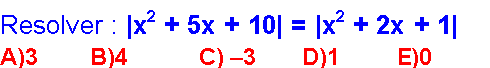 Resolver : |x² + 5x + 10| = |x² + 2x + 1|
A)3 B)4 C) –3 D)1 E)0